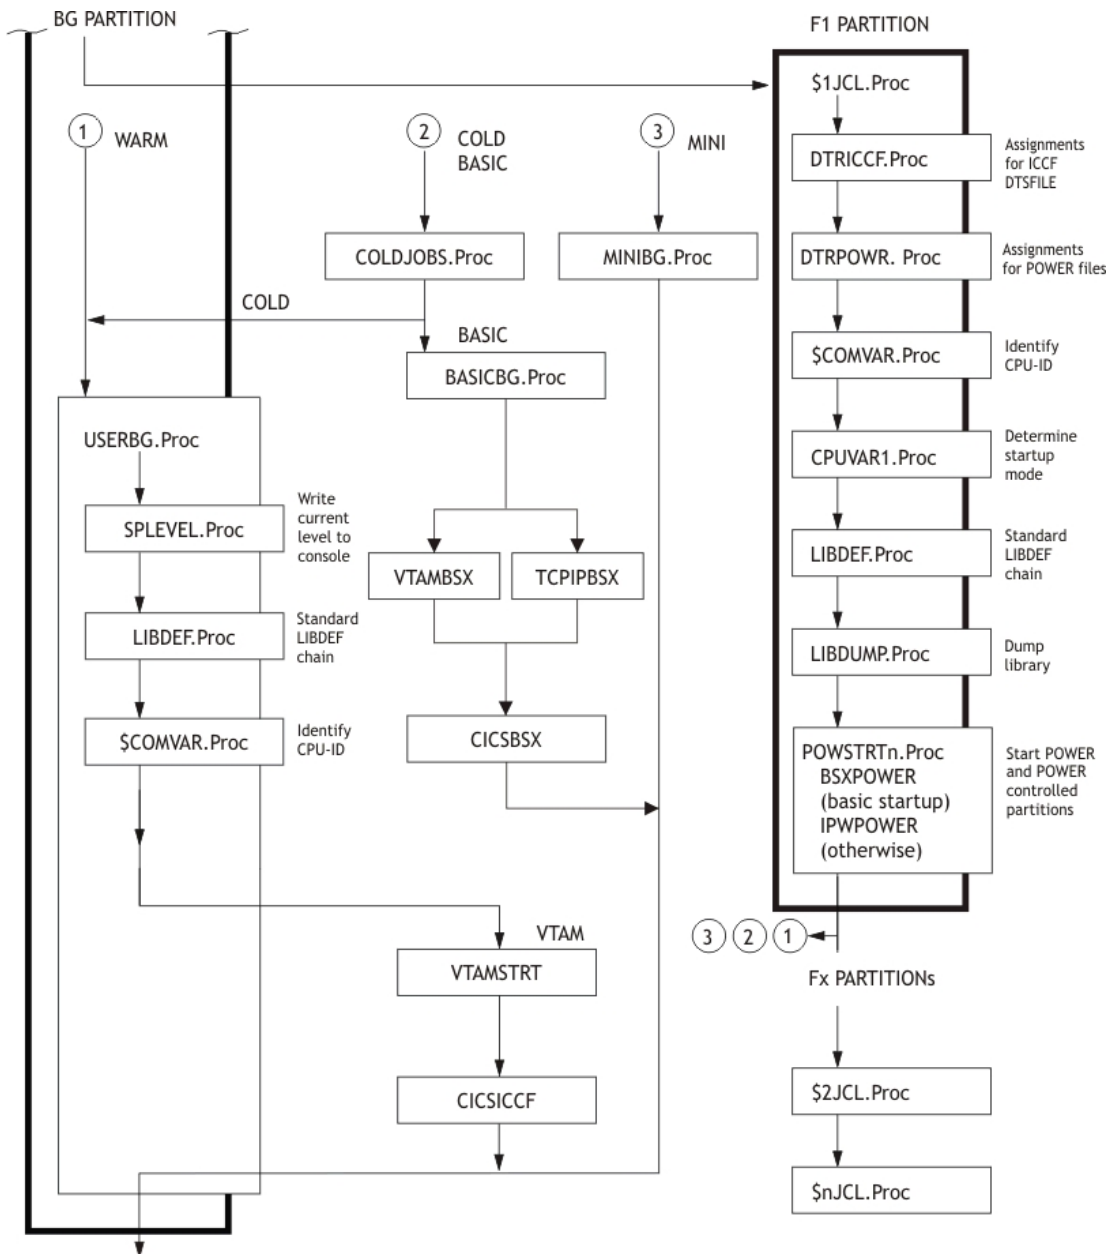 BG PARTITION
F1 PARTITION
$1JCL.Proc
1
WARM
2
COLD
BASIC
3
MINI
DTRICCF.Proc
Assignments
for ICCF
DTSFILE
COLDJOBS.Proc
MINIBG.Proc
DTRPOWR. Proc
Assignments
for POWER files
COLD
BASIC
BASICBG.Proc
$COMVAR.Proc
Identify
CPU-ID
USERBG.Proc
CPUVAR1.Proc
Determine
startup
mode
SPLEVEL.Proc
Write
current
level to
console
VTAMBSX
TCPIPBSX
LIBDEF.Proc
Standard
LIBDEF
chain
LIBDEF.Proc
Standard
LIBDEF
chain
LIBDUMP.Proc
Dump
library
$COMVAR.Proc
Identify
CPU-ID
CICSBSX
POWSTRTn.Proc
BSXPOWER
(basic startup)
IPWPOWER
(otherwise)
Start POWER
and POWER
controlled
partitions
VTAM
VTAMSTRT
3 2 1
Fx PARTITIONs
CICSICCF
$2JCL.Proc
$nJCL.Proc